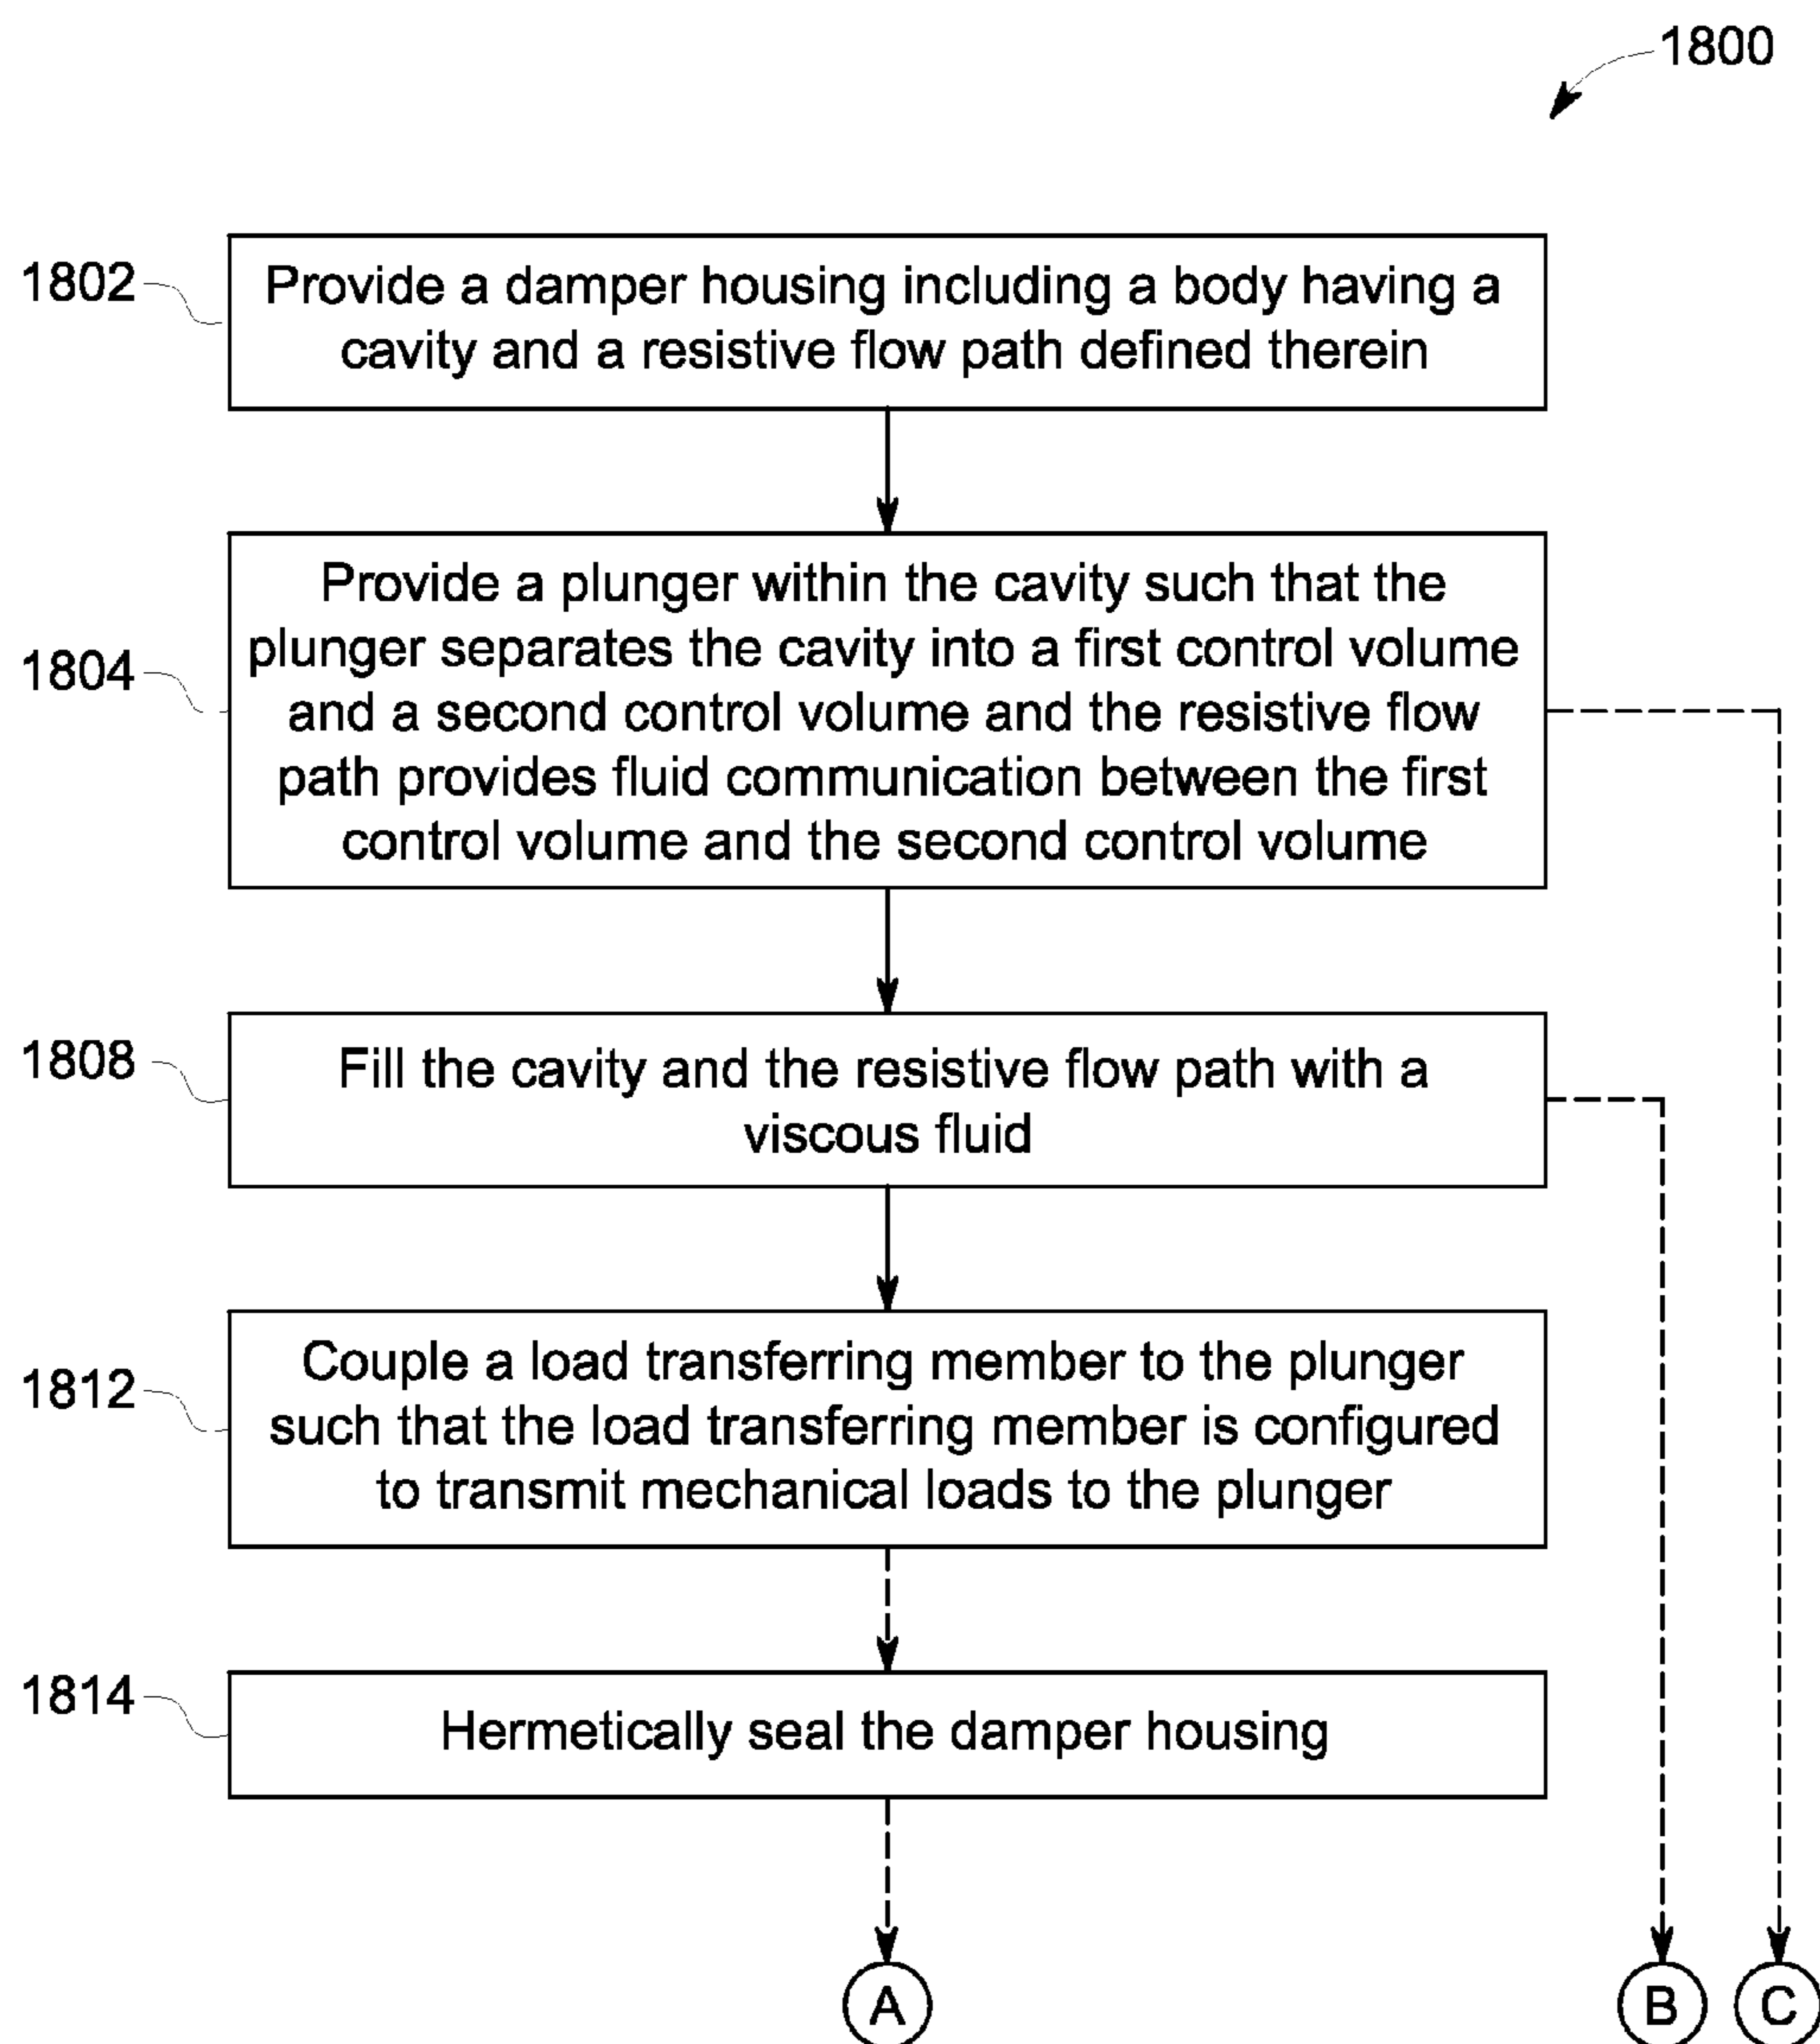 1800
1802
Provide a damper housing including a body having a
cavity and a resistive flow path defined therein
1804
Provide a plunger within the cavity such that the
plunger separates the cavity into a first control volume
and a second control volume and the resistive flow
path provides fluid communication between the first
control volume and the second control volume
1808
Fill the cavity and the resistive flow path with a
viscous fluid
1812
Couple a load transferring member to the plunger
such that the load transferring member is configured
to transmit mechanical loads to the plunger
1814
Hermetically seal the damper housing
A
B
C